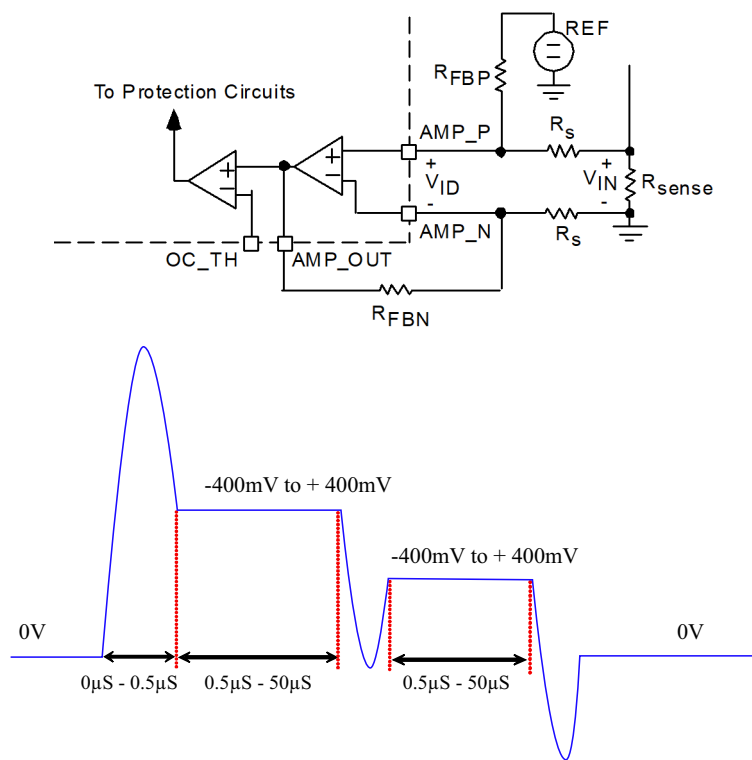 REF
RFBP
To Protection Circuits
AMP_P
Rs
+
-
+
-
+
VID
-
+
VIN
-
Rsense
AMP_N
Rs
OC_TH
AMP_OUT
RFBN
-400mV to + 400mV
-400mV to + 400mV
0V
0V
0µS - 0.5µS
0.5µS - 50µS
0.5µS - 50µS